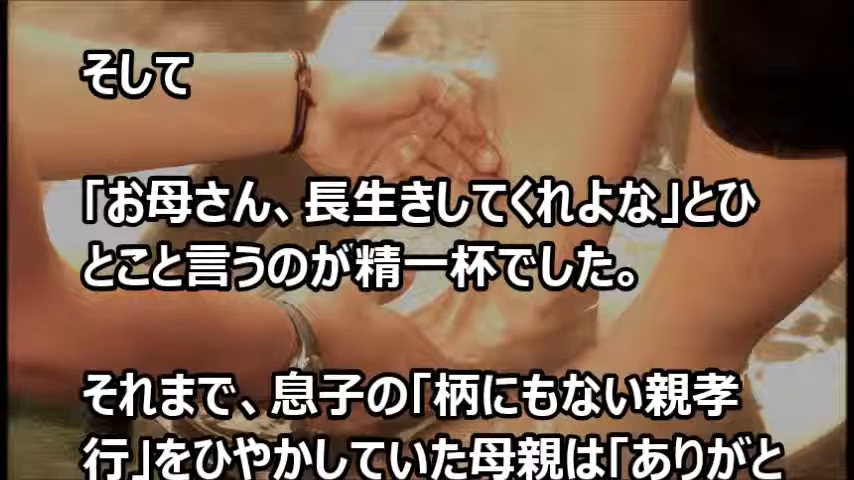 そして
「お母さん、長生きしてくれよな」とひ
とこと言うのが精一杯でした。
それまで、息子の「柄にもない親孝
行」をひやかしていた母親は「ありがと